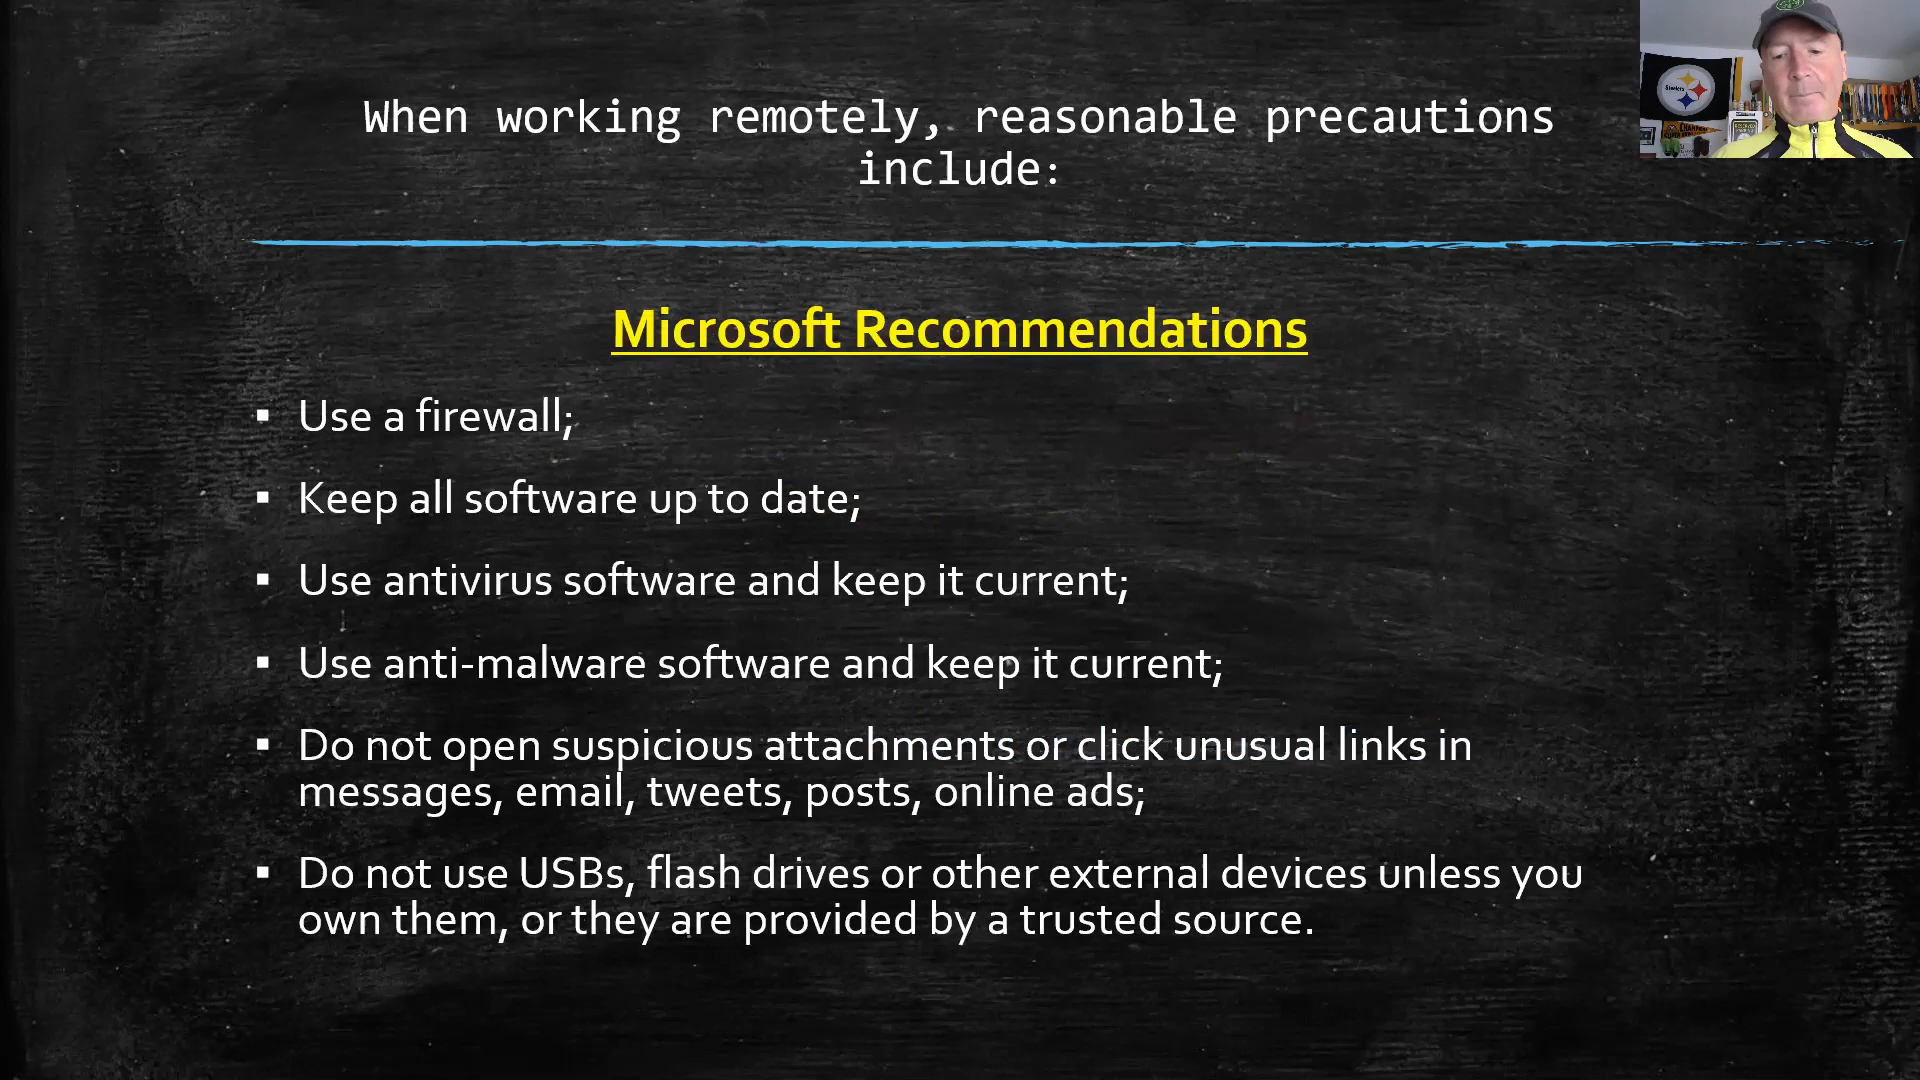 When working remotely, reasonable precautions
include:
Steelers
Microsoft Recommendations
▪ Use a firewall;
▪ Keep all software up to date;
▪ Use antivirus software and keep it current;
▪ Use anti-malware software and keep it current;
▪ Do not open suspicious attachments or click unusual links in
messages, email, tweets, posts, online ads;
▪ Do not use USBs, flash drives or other external devices unless you
own them, or they are provided by a trusted source.